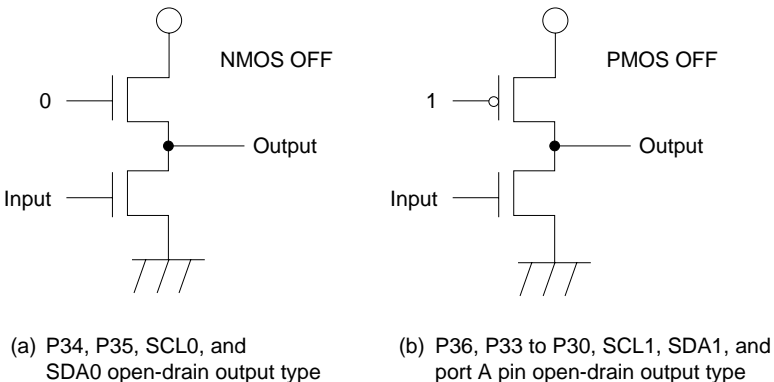 NMOS OFF
PMOS OFF
0
1
Output
Output
Input
Input
(a) P34, P35, SCL0, and
SDA0 open-drain output type
(b) P36, P33 to P30, SCL1, SDA1, and
port A pin open-drain output type